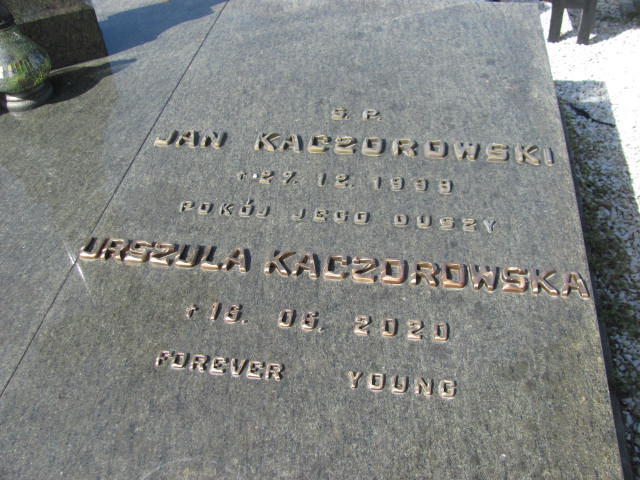 Ś. P.
JAN KACZOROWSKI
† 27. 12. 1999
POKÓJ JEGO DUSZY
URSZULA KACZOROWSKA
† 16. 06. 2020
FOREVER YOUNG